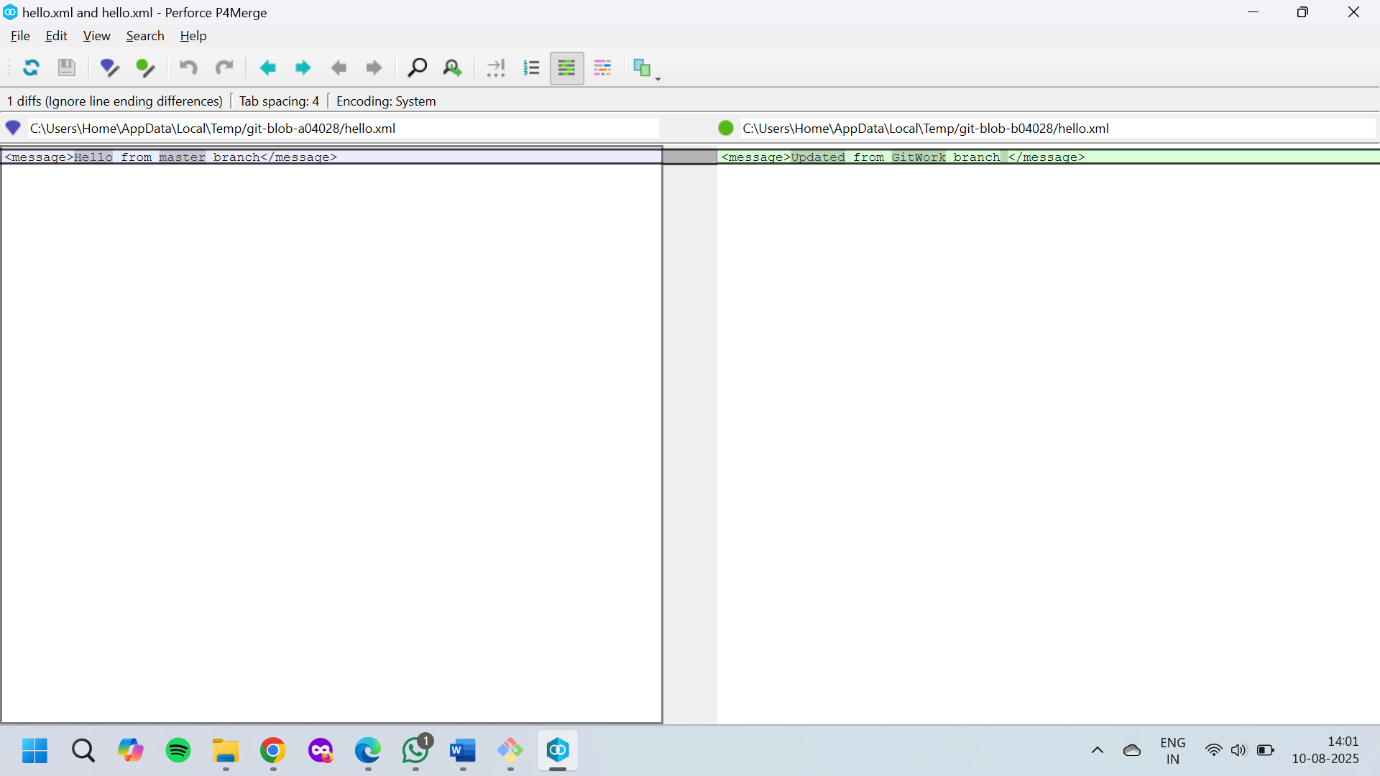 hello.xml and hello.xml - Perforce P4Merge
File Edit View Search Help
1 diffs (Ignore line ending differences) Tab spacing: 4 Encoding: System
C:\Users\Home\AppData\Local\Temp/git-blob-a04028/hello.xml C:\Users\Home\AppData\Local\Temp/git-blob-b04028/hello.xml
<message>Hello from master branch</message> <message>Updated from GitWork branch </message>
1
W
ENG
IN
14:01
10-08-2025